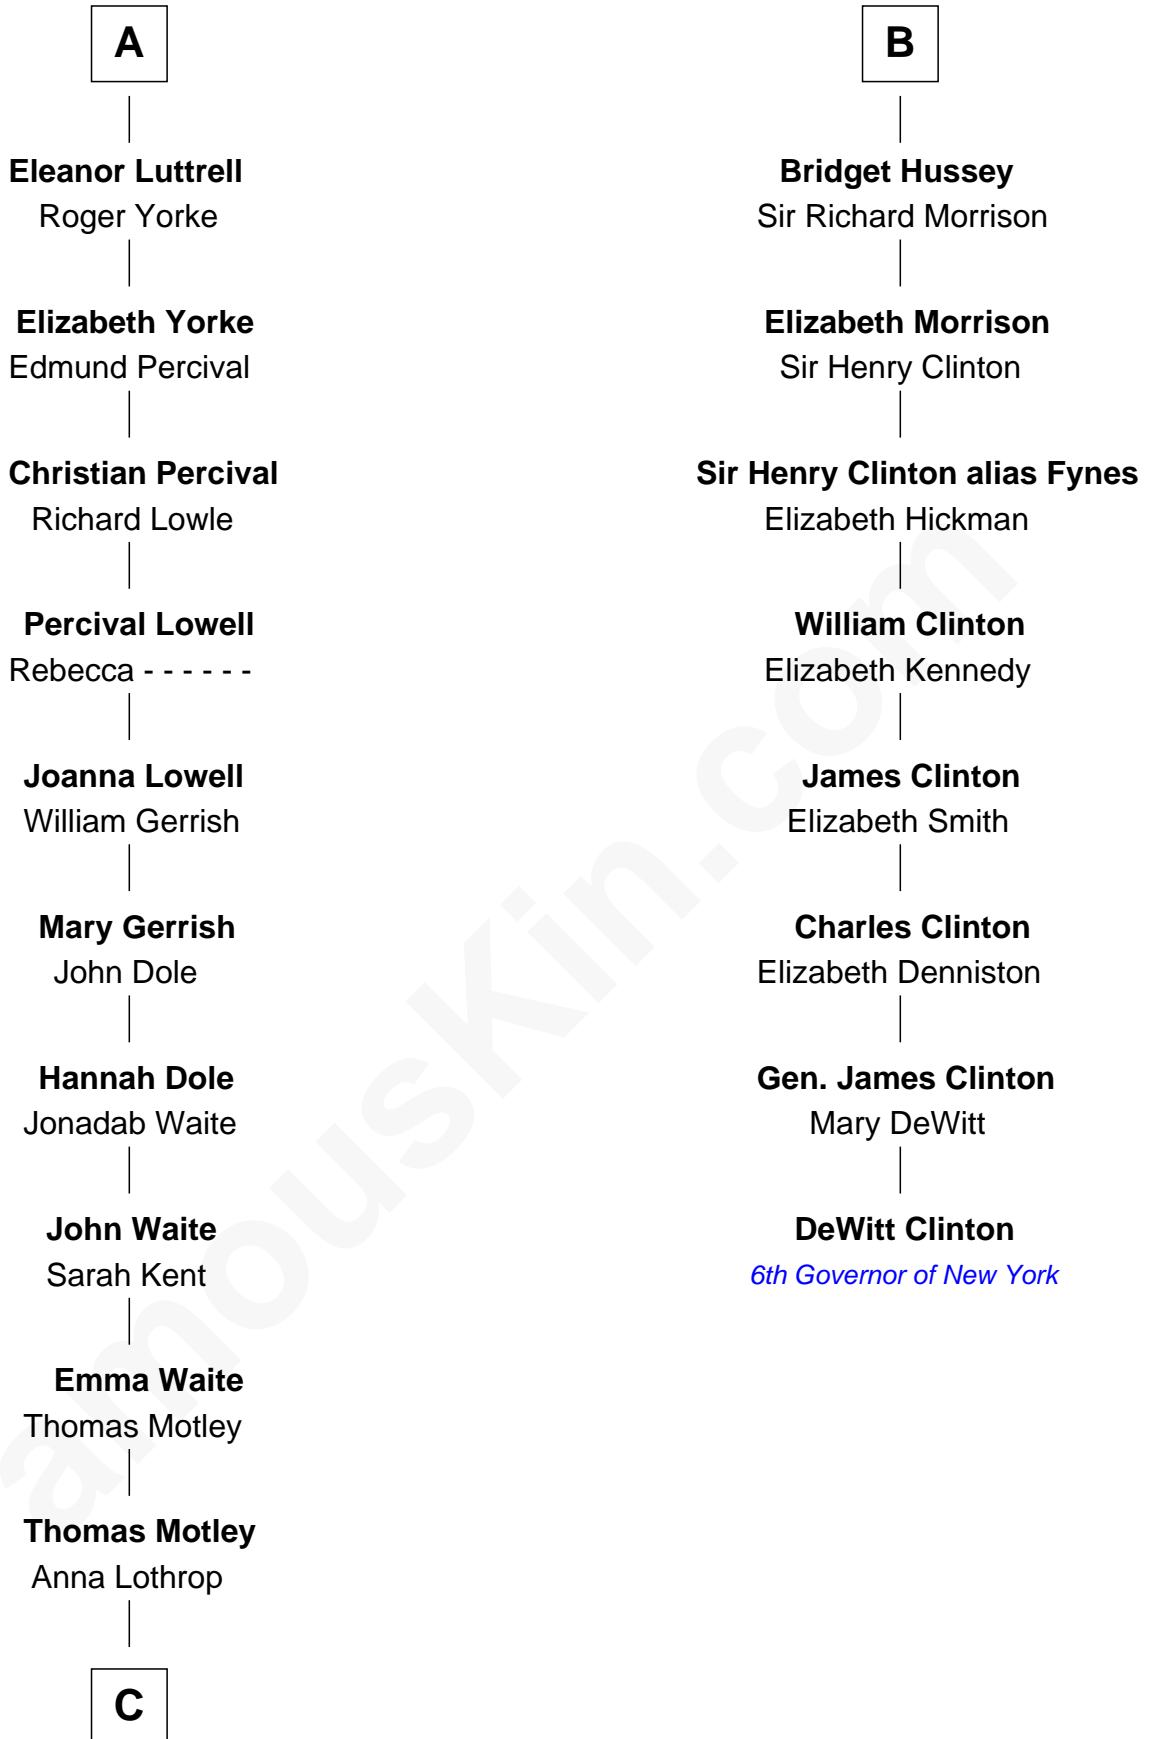 A
Eleanor Luttrell
Roger Yorke
Elizabeth Yorke
Edmund Percival
Christian Percival
Richard Lowle
Percival Lowell
Rebecca - - - - - -
Joanna Lowell
William Gerrish
Mary Gerrish
John Dole
Hannah Dole
Jonadab Waite
John Waite
Sarah Kent
Emma Waite
Thomas Motley
Thomas Motley
Anna Lothrop
C
B
Bridget Hussey
Sir Richard Morrison
Elizabeth Morrison
Sir Henry Clinton
Sir Henry Clinton alias Fynes
Elizabeth Hickman
William Clinton
Elizabeth Kennedy
James Clinton
Elizabeth Smith
Charles Clinton
Elizabeth Denniston
Gen. James Clinton
Mary DeWitt
DeWitt Clinton
6th Governor of New York
amousKin.com